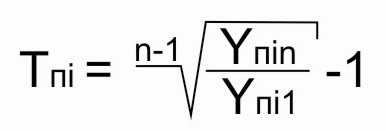 Tпі = n-1√(Yпіn / Yпі1) -1